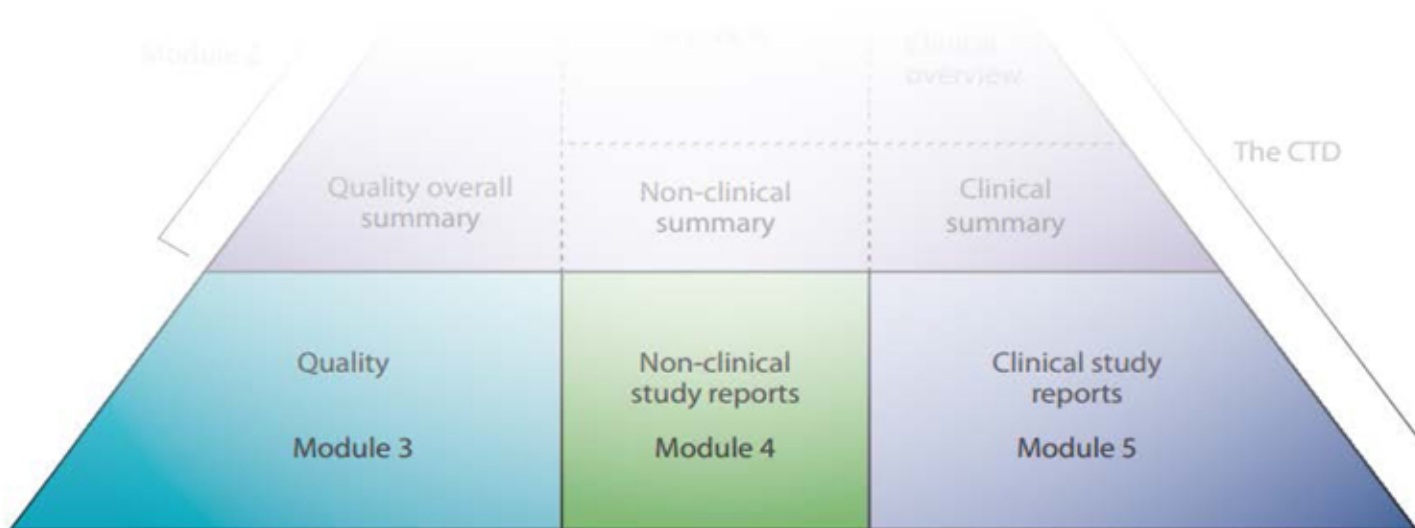 Module 2
Clinical
overview
The CTD
Quality overall
summary
Non-clinical
summary
Clinical
summary
Quality
Module 3
Non-clinical
study reports
Module 4
Clinical study
reports
Module 5